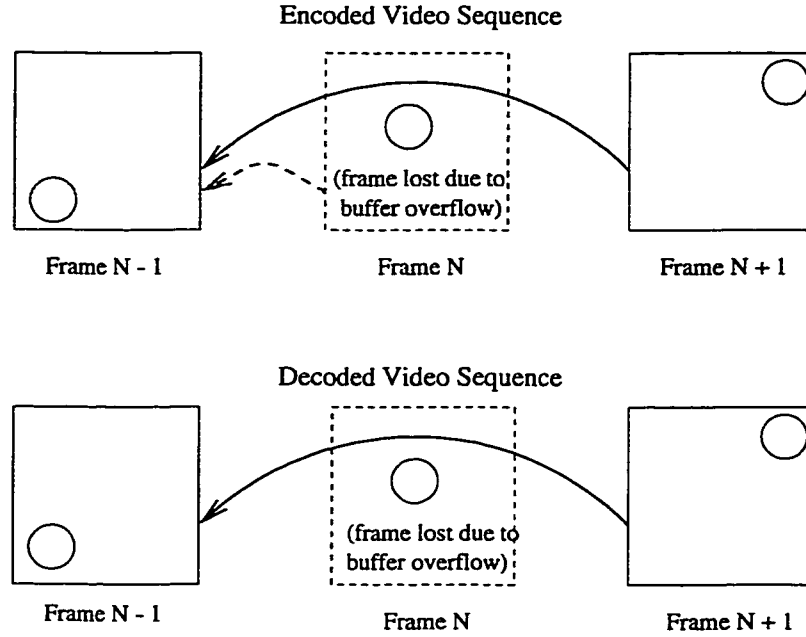 Encoded Video Sequence
(frame lost due to
buffer overflow)
Frame N - 1
Frame N
Frame N + 1
Decoded Video Sequence
(frame lost due to
buffer overflow)
Frame N - 1
Frame N
Frame N + 1